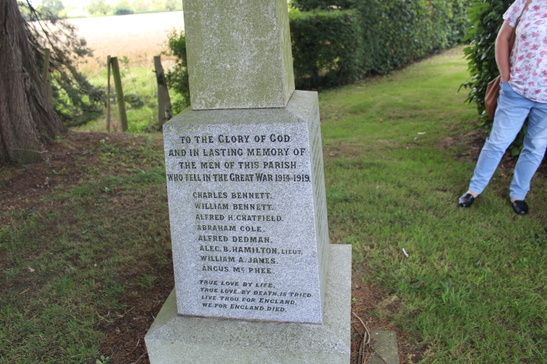 TO THE GLORY OF GOD
AND IN LASTING MEMORY OF
THE MEN OF THIS PARISH
WHO FELL IN THE GREAT WAR 1914-1919.
CHARLES BENNETT.
WILLIAM BENNETT.
ALFRED H. CHATFIELD.
ABRAHAM COLE.
ALFRED DEDMAN.
ALEC. B. HAMILTON, LIEUT.
WILLIAM A. JAMES.
ANGUS MC PHEE.
TRUE LOVE BY LIFE,
TRUE LOVE BY DEATH, IS TRIED
LIVE THOU FOR ENGLAND,
WE FOR ENGLAND DIED.